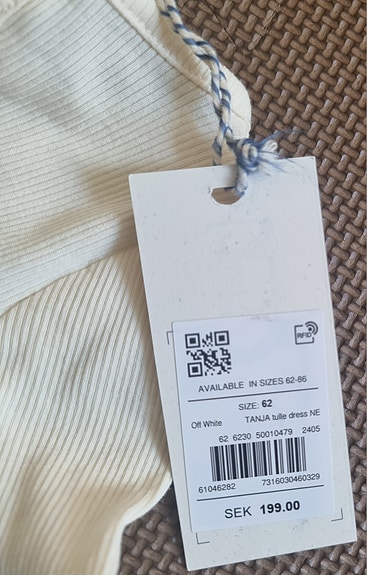 RFID
AVAILABLE IN SIZES 62-86
SIZE: 62
Off White TANJA tulle dress NE
62 6230 50010479 2405
61046282 7316030460329
SEK 199.00